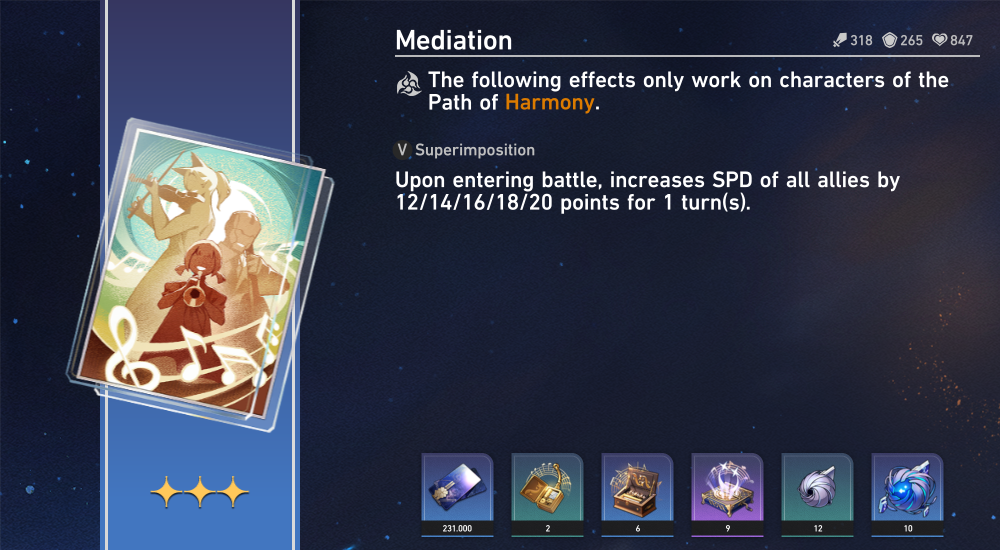 Mediation
318 265 847
The following effects only work on characters of the
Path of Harmony.
V Superimposition
Upon entering battle, increases SPD of all allies by
12/14/16/18/20 points for 1 turn(s).
231.000 2 6 9 12 10